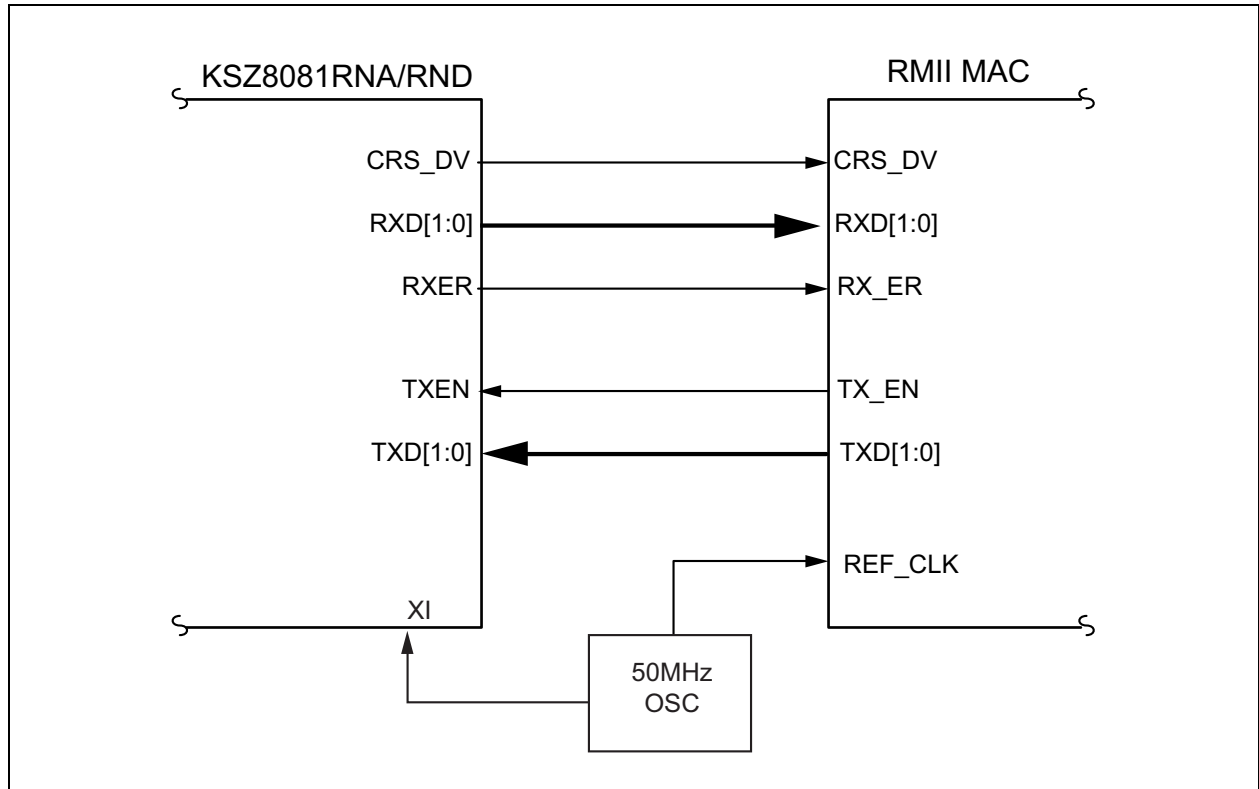 KSZ8081RNA/RND
RMII MAC
CRS_DV
CRS_DV
RXD[1:0]
RXD[1:0]
RXER
RX_ER
TXEN
TX_EN
TXD[1:0]
TXD[1:0]
REF_CLK
XI
50MHz
OSC